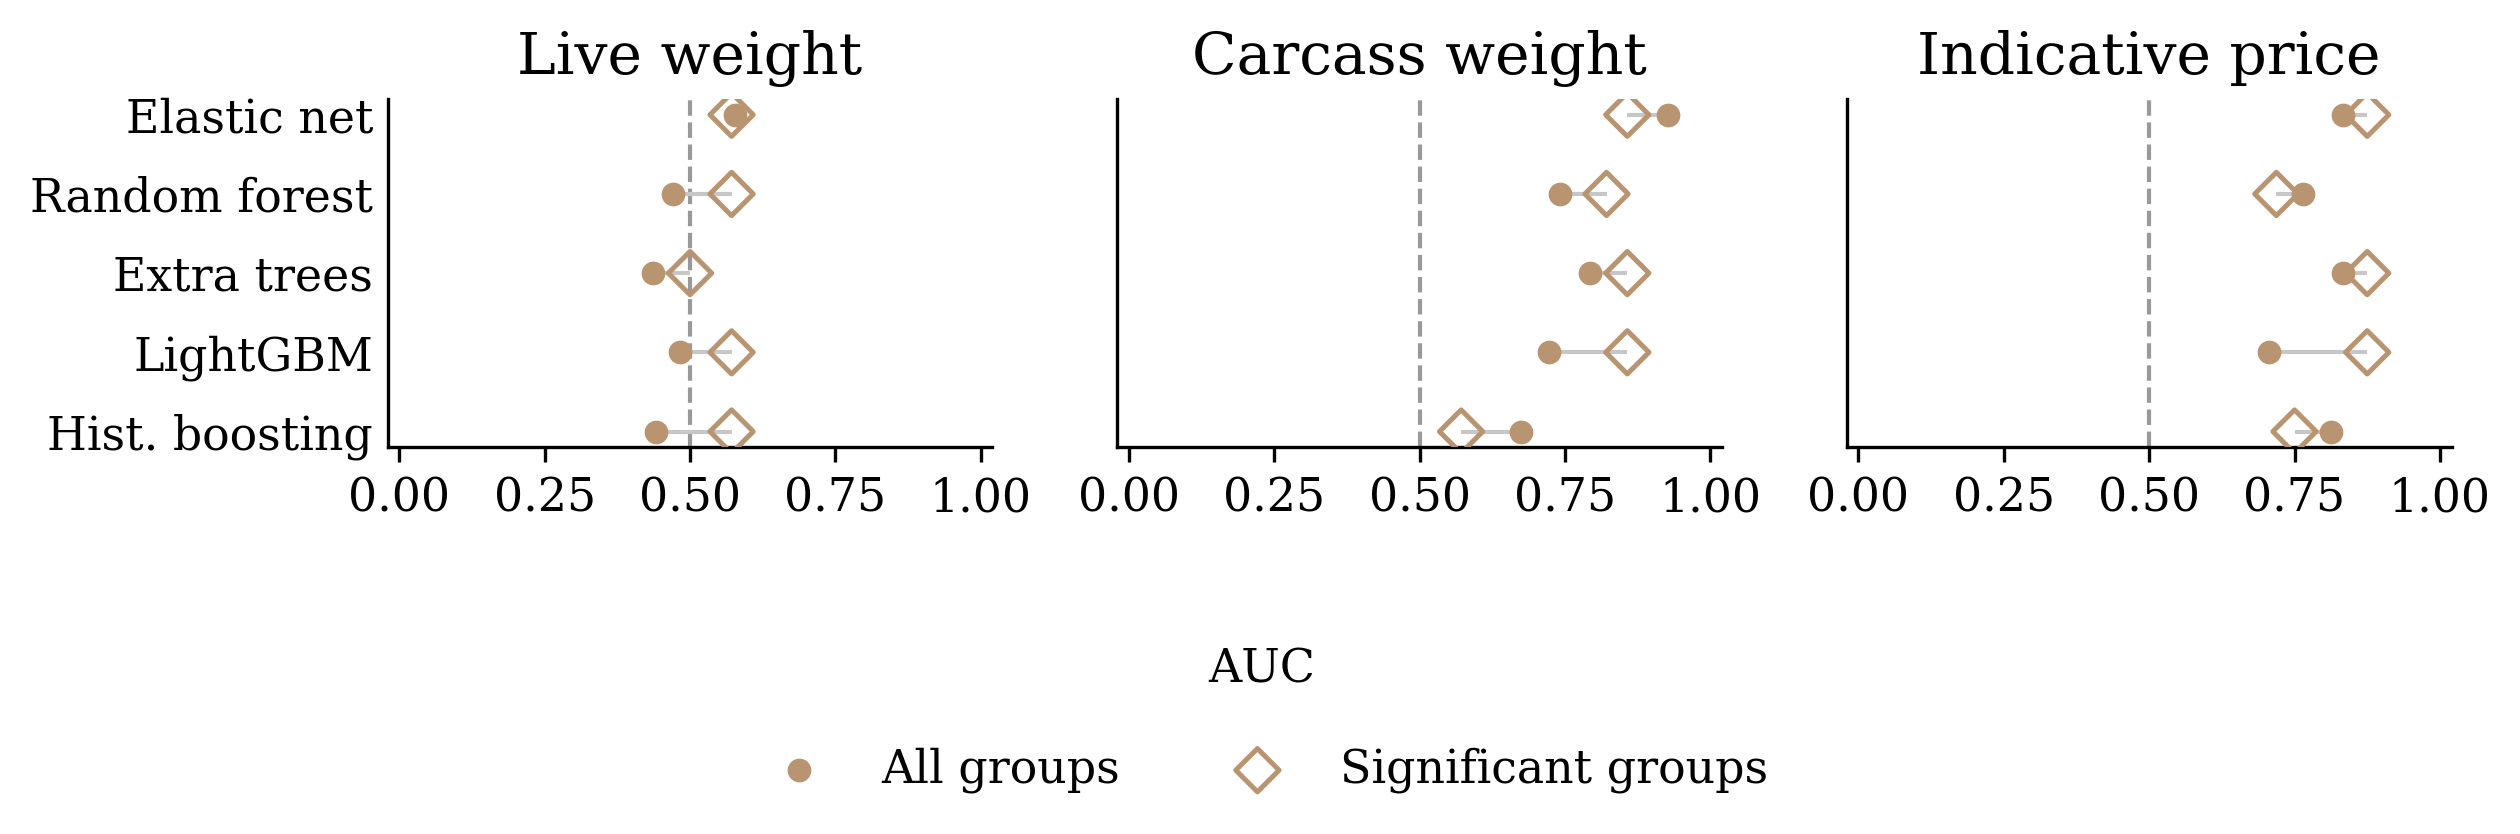 Live weight
Carcass weight
Indicative price
Elastic net
Random forest
Extra trees
LightGBM
Hist. boosting
0.00 0.25 0.50 0.75 1.00
0.00 0.25 0.50 0.75 1.00
0.00 0.25 0.50 0.75 1.00
AUC
All groups
Significant groups